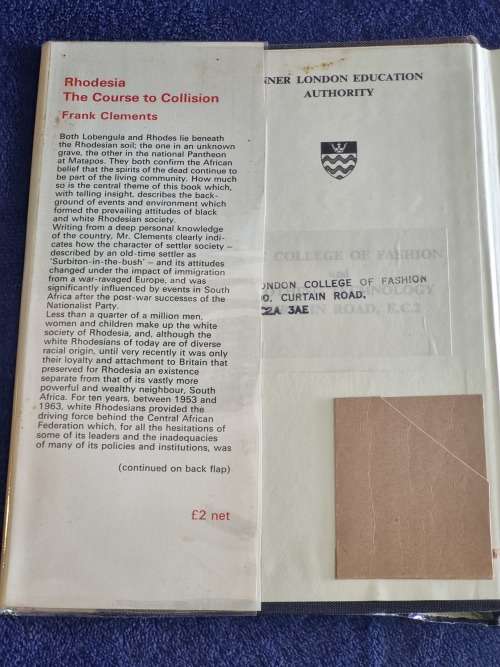 Rhodesia
The Course to Collision
Frank Clements
Both Lobengula and Rhodes lie beneath
the Rhodesian soil; the one in an unknown
grave, the other in the national Pantheon
at Matapos. They both confirm the African
belief that the spirits of the dead continue to
be part of the living community. How much
so is the central theme of this book which,
with telling insight, describes the back-
ground of events and environment which
formed the prevailing attitudes of black
and white Rhodesian society.
Writing from a deep personal knowledge
of the country, Mr. Clements clearly indi-
cates how the character of settler society –
described by an old-time settler as
'Surbiton-in-the-bush' – and its attitudes
changed under the impact of immigration
from a war-ravaged Europe, and was
significantly influenced by events in South
Africa after the post-war successes of the
Nationalist Party.
Less than a quarter of a million men,
women and children make up the white
society of Rhodesia, and, although the
white Rhodesians of today are of diverse
racial origin, until very recently it was only
their loyalty and attachment to Britain that
preserved for Rhodesia an existence
separate from that of its vastly more
powerful and wealthy neighbour, South
Africa. For ten years, between 1953 and
1963, white Rhodesians provided the
driving force behind the Central African
Federation which, for all the hesitations of
some of its leaders and the inadequacies
of many of its policies and institutions, was
(continued on back flap)
£2 net
NNER LONDON EDUCATION
AUTHORITY
COLLEGE OF FASHION
and
ONDON COLLEGE OF FASHION
NOLOGY
CURTAIN ROAD,
IN ROAD, E.C.2
C2A 3AE